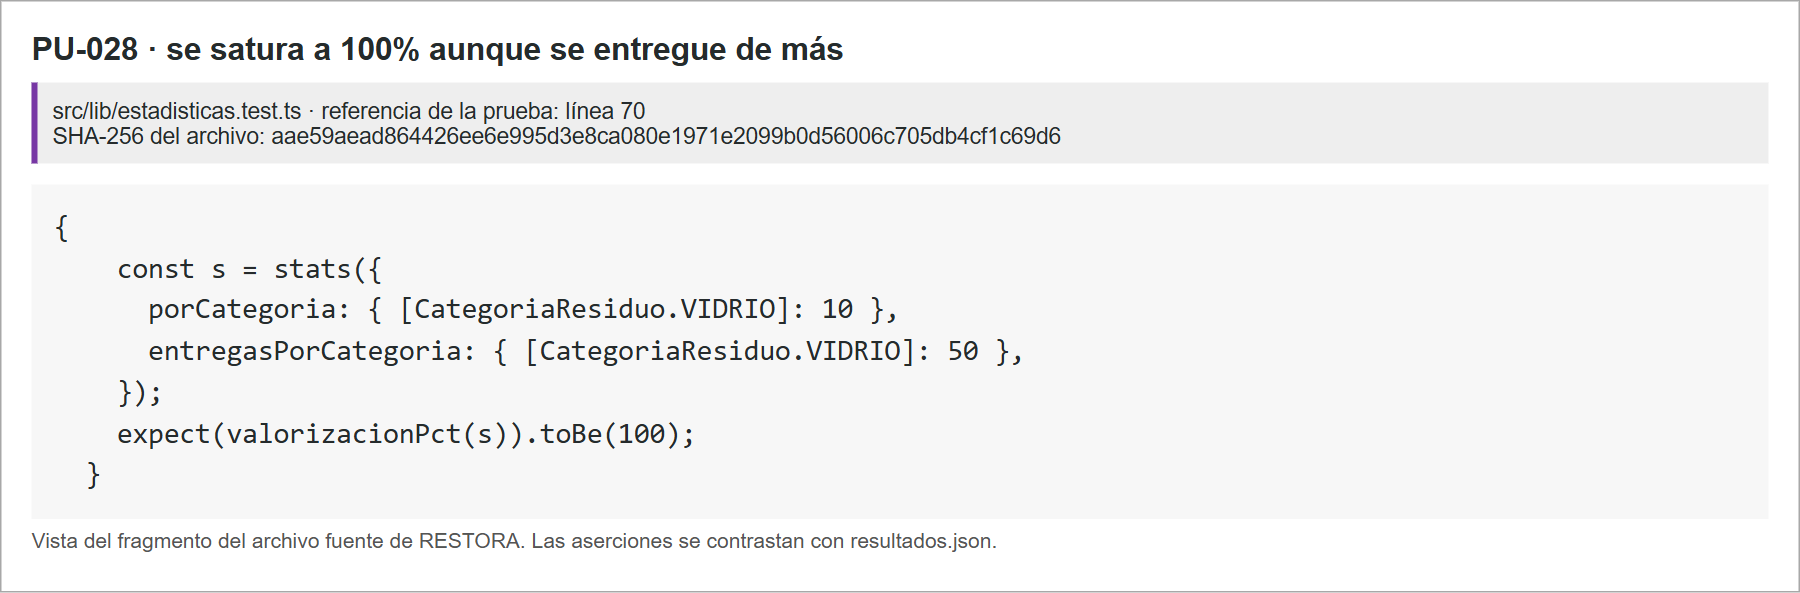 PU-028 · se satura a 100% aunque se entregue de más
src/lib/estadisticas.test.ts · referencia de la prueba: línea 70
SHA-256 del archivo: aae59aead864426ee6e995d3e8ca080e1971e2099b0d56006c705db4cf1c69d6
{
    const s = stats({
      porCategoria: { [CategoriaResiduo.VIDRIO]: 10 },
      entregasPorCategoria: { [CategoriaResiduo.VIDRIO]: 50 },
    });
    expect(valorizacionPct(s)).toBe(100);
  }
Vista del fragmento del archivo fuente de RESTORA. Las aserciones se contrastan con resultados.json.